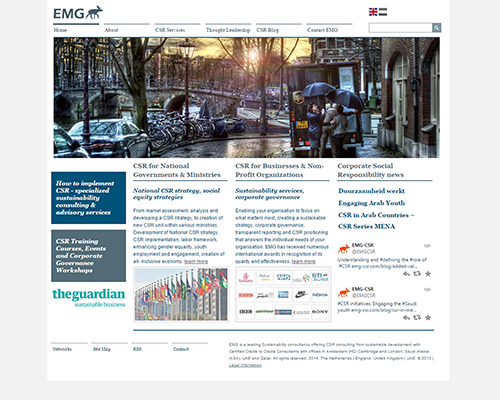 EMG
Home
About
CSR Services
Thought Leadership
CSR Blog
Contact EMG
How to implement
CSR - specialized
sustainability
consulting &
advisory services
CSR Training
Courses, Events
and Corporate
Governance
Workshops
theguardian
sustainable business
CSR for National
Governments & Ministries
National CSR strategy, social
equity strategies
From market assessment, analysis and
developing a CSR strategy, to creation of
new CSR unit within various ministries.
Development of National CSR strategy,
CSR implementation, labor framework,
enhancing gender equality, youth
employment and engagement, creation of
all- inclusive economy. learn more
CSR for Businesses & Non-
Profit Organizations
Sustainability services,
corporate governance
Enabling your organisation to focus on
what matters most, creating a sustainable
strategy, corporate governance,
transparent reporting and CSR positioning
that answers the individual needs of your
organisation. EMG has received numerous
international awards in recognition of its
quality and effectiveness. learn more
Emirates
NHS
GTI
NOKIA
Corporate Social
Responsibility news
Duurzaamheid werkt
Engaging Arab Youth
CSR in Arab Countries –
CSR Series MENA
EMG-CSR
@EMGCSR
Understanding and #defining the #role of
#CSR emg-csr.com/blog/added-val...
EMG-CSR
@EMGCSR
#CSR initiatives: Engaging the #Saudi
youth emg-csr.com/blog/csr-in-me...
Networks
Site Map
RSS
Contact
EMG is a leading Sustainability consultancy offering CSR consulting from sustainable development with
Certified Cradle to Cradle Consultants with offices in Amsterdam (HQ) Cambridge and London, Saudi Arabia
(KSA), UAE and Qatar. All rights reserved. 2014. The Netherlands | England, United Kingdom | UAE. © 2013 |
Legal Information